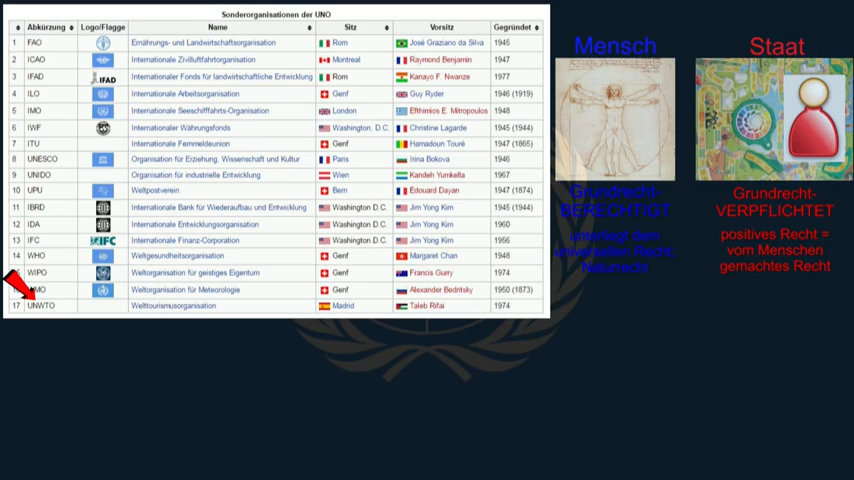 Sonderorganisationen der UNO
Abkürzung Logo/Flagge Name Sitz Vorsitz Gegründet
1 FAO Ernährungs- und Landwirtschaftsorganisation Rom José Graziano da Silva 1945
2 ICAO Internationale Zivilluftfahrtorganisation Montreal Raymond Benjamin 1947
3 IFAD IFAD Internationaler Fonds für landwirtschaftliche Entwicklung Rom Kanayo F. Nwanze 1977
4 ILO Internationale Arbeitsorganisation Genf Guy Ryder 1946 (1919)
5 IMO Internationale Seeschifffahrts-Organisation London Efthimios E. Mitropoulos 1948
6 IWF Internationaler Währungsfonds Washington, D.C. Christine Lagarde 1945 (1944)
7 ITU Internationale Fernmeldeunion Genf Hamadoun Touré 1947 (1865)
8 UNESCO Organisation für Erziehung, Wissenschaft und Kultur Paris Irina Bokova 1946
9 UNIDO Organisation für industrielle Entwicklung Wien Kandeh Yumkella 1967
10 UPU Weltpostverein Bern Edouard Dayan 1947 (1874)
11 IBRD Internationale Bank für Wiederaufbau und Entwicklung Washington D.C. Jim Yong Kim 1945 (1944)
12 IDA Internationale Entwicklungsorganisation Washington D.C. Jim Yong Kim 1960
13 IFC IFC Internationale Finanz-Corporation Washington D.C. Jim Yong Kim 1956
14 WHO Weltgesundheitsorganisation Genf Margaret Chan 1948
WIPO Weltorganisation für geistiges Eigentum Genf Francis Gurry 1974
MO Weltorganisation für Meteorologie Genf Alexander Bedritsky 1950 (1873)
17 UNWTO Welttourismusorganisation Madrid Taleb Rifai 1974
Mensch
Grundrecht-
BERECHTIGT
unterliegt dem
universellen Recht,
Naturrecht
Staat
Grundrecht-
VERPFLICHTET
positives Recht =
vom Menschen
gemachtes Recht